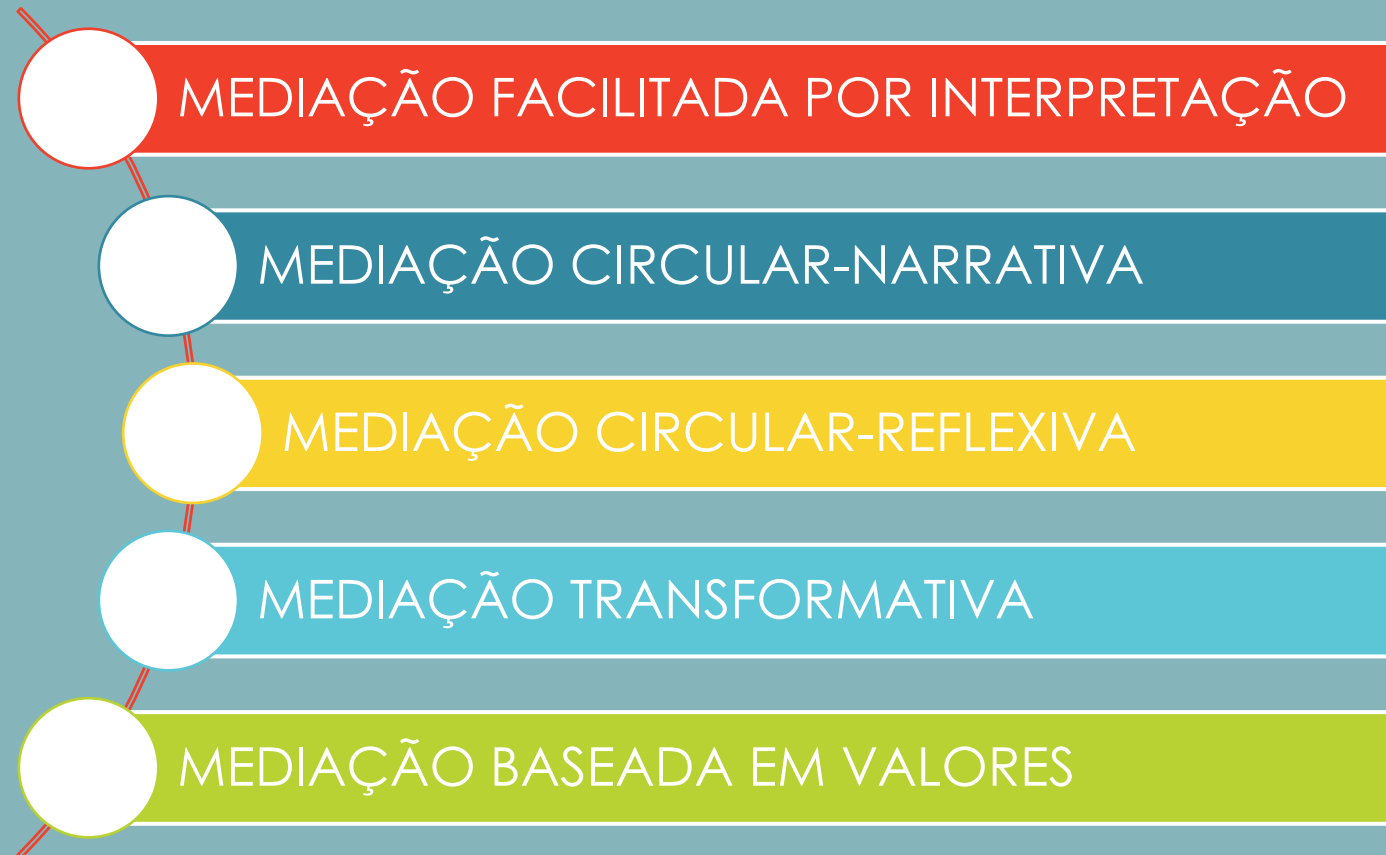 MEDIAÇÃO FACILITADA POR INTERPRETAÇÃO
MEDIAÇÃO CIRCULAR-NARRATIVA
MEDIAÇÃO CIRCULAR-REFLEXIVA
MEDIAÇÃO TRANSFORMATIVA
MEDIAÇÃO BASEADA EM VALORES